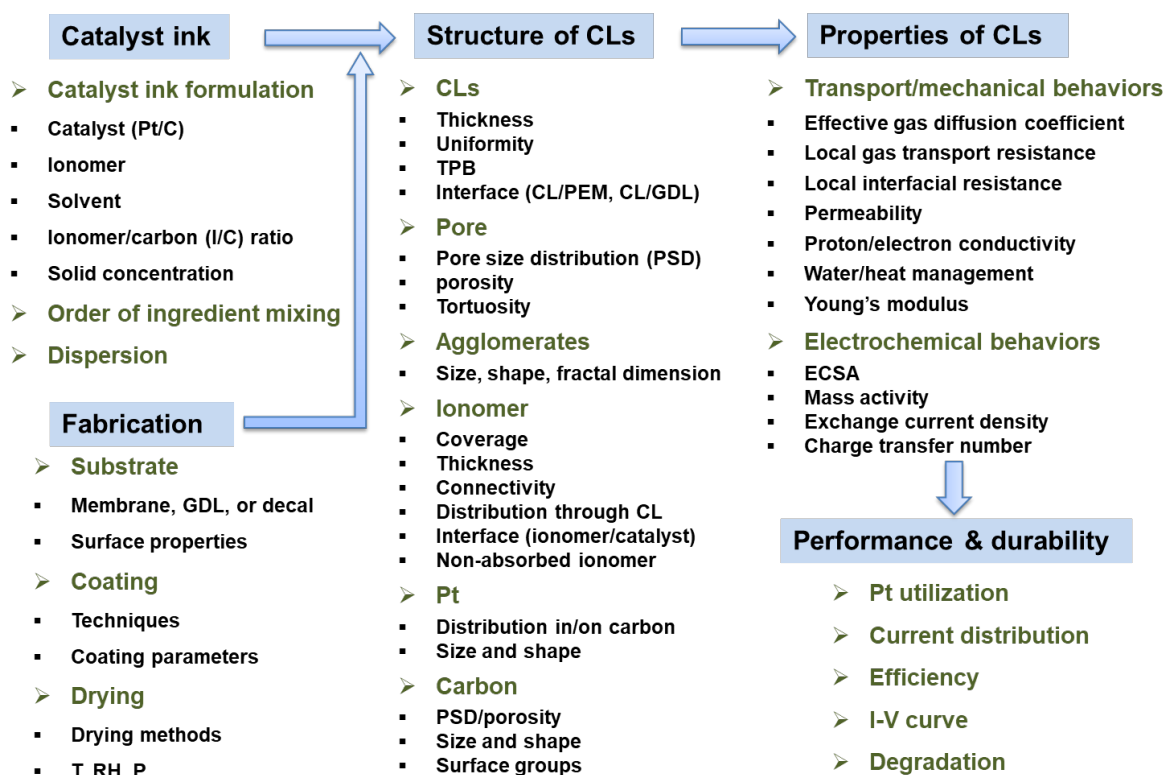 Catalyst ink
Catalyst ink formulation
Catalyst (Pt/C)
Ionomer
Solvent
Ionomer/carbon (I/C) ratio
Solid concentration
Order of ingredient mixing
Dispersion
Fabrication
Substrate
Membrane, GDL, or decal
Surface properties
Coating
Techniques
Coating parameters
Drying
Drying methods
T, RH, P
Structure of CLs
CLs
Thickness
Uniformity
TPB
Interface (CL/PEM, CL/GDL)
Pore
Pore size distribution (PSD)
porosity
Tortuosity
Agglomerates
Size, shape, fractal dimension
Ionomer
Coverage
Thickness
Connectivity
Distribution through CL
Interface (ionomer/catalyst)
Non-absorbed ionomer
Pt
Distribution in/on carbon
Size and shape
Carbon
PSD/porosity
Size and shape
Surface groups
Properties of CLs
Transport/mechanical behaviors
Effective gas diffusion coefficient
Local gas transport resistance
Local interfacial resistance
Permeability
Proton/electron conductivity
Water/heat management
Young’s modulus
Electrochemical behaviors
ECSA
Mass activity
Exchange current density
Charge transfer number
Performance & durability
Pt utilization
Current distribution
Efficiency
I-V curve
Degradation